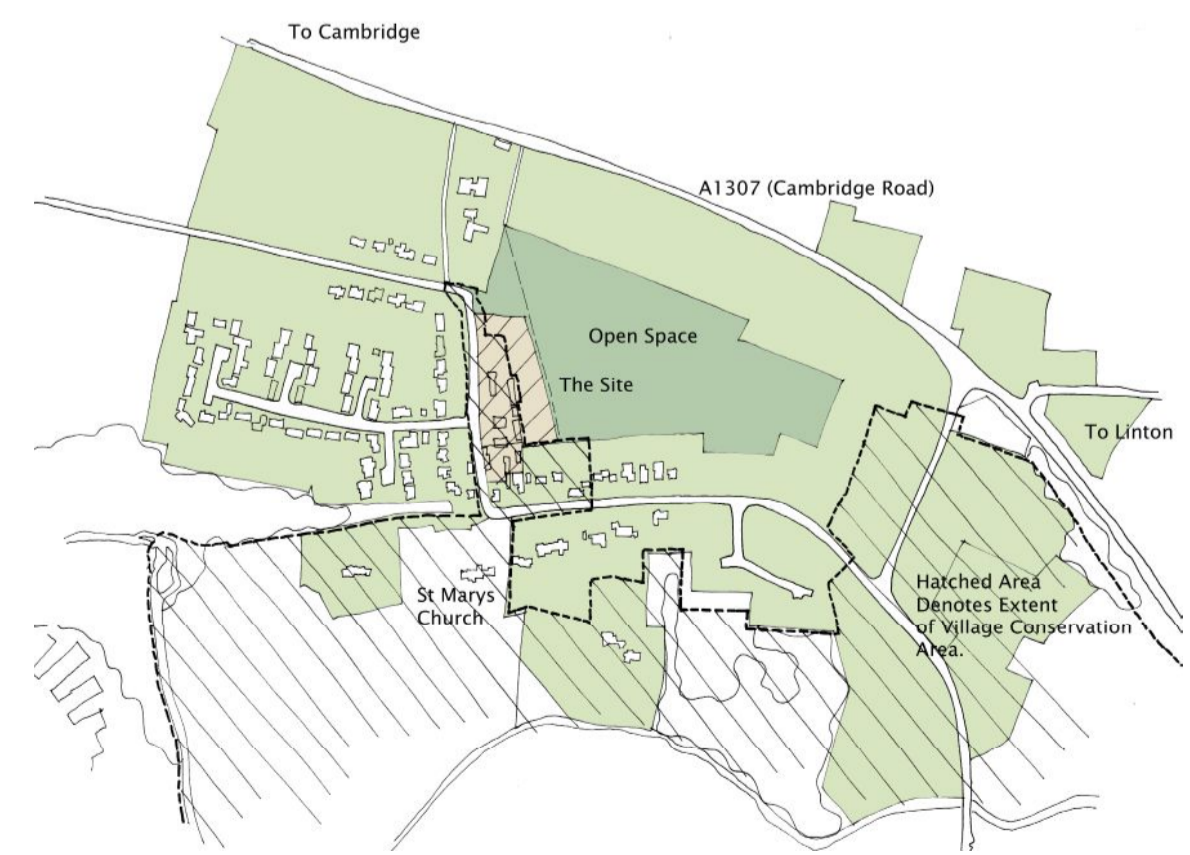 To Cambridge
A1307 (Cambridge Road)
Open Space
The Site
To Linton
St Marys
Church
Hatched Area
Denotes Extent
of Village Conservation
Area.